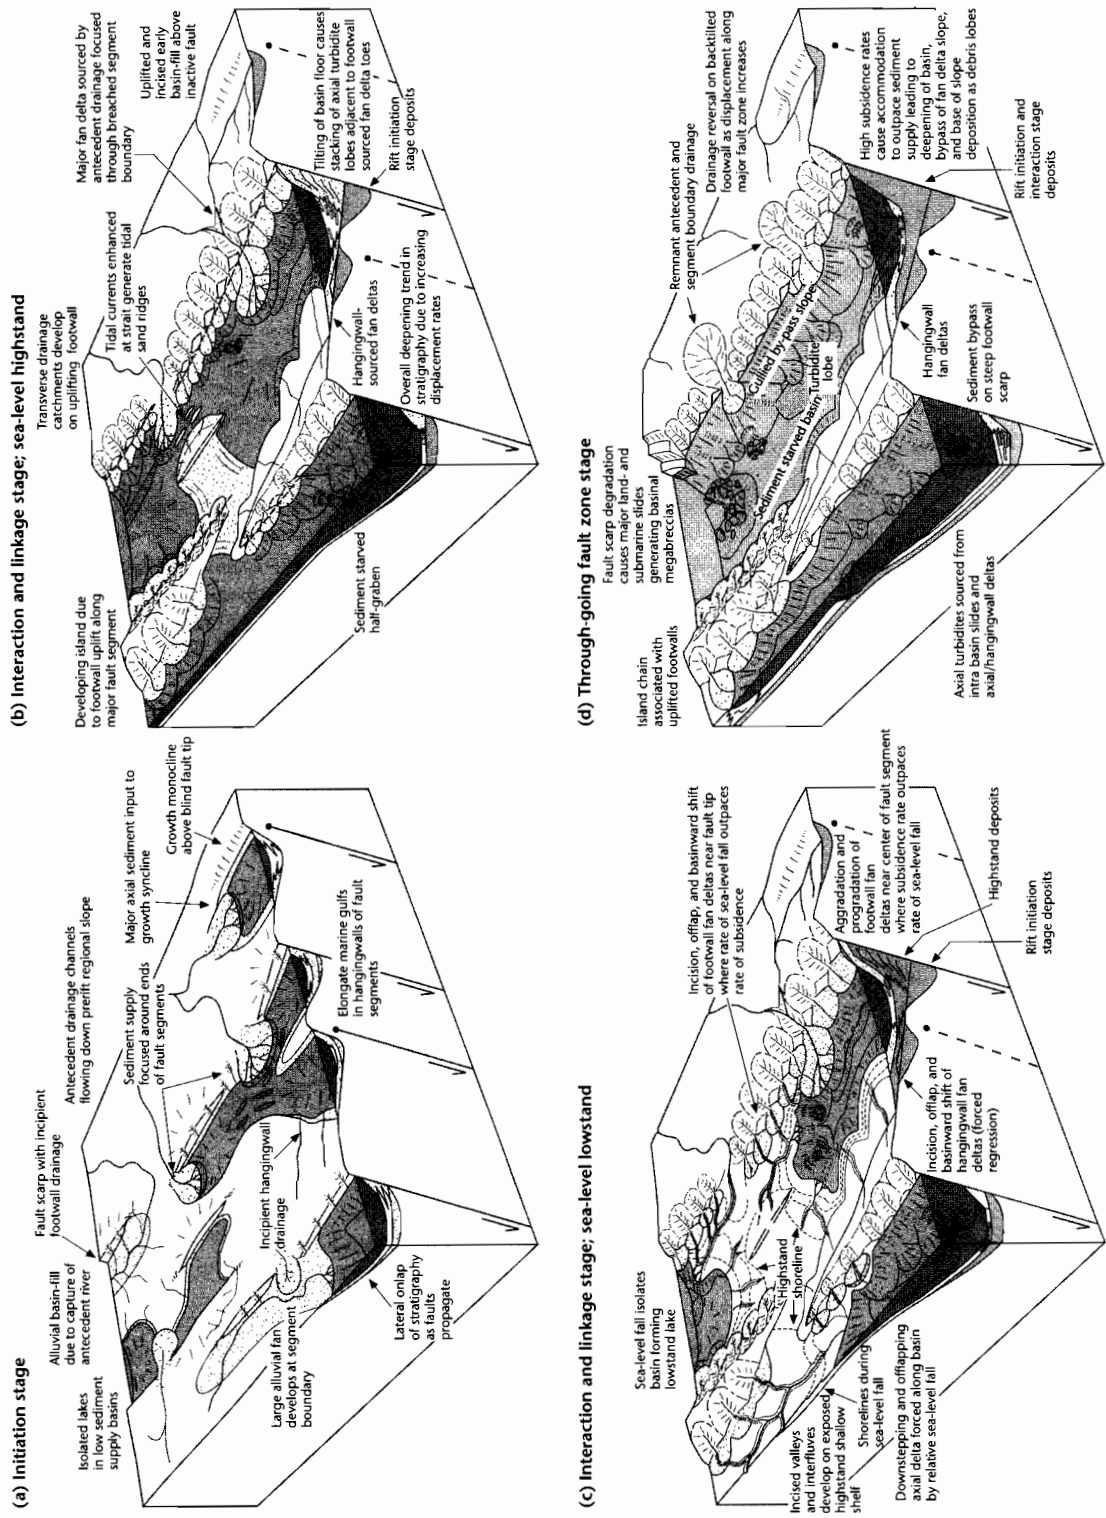 (a) Initiation stage
Isolated lakes
in low sediment
supply basins
Alluvial basin-fill
due to capture of
antecedent river
Fault scarp with incipient
footwall drainage
Antecedent drainage channels
flowing down prerift regional slope
Sediment supply
focused around ends
of fault segments
Major axial sediment input to
growth syncline
Growth monocline
above blind fault tip
Large alluvial fan
develops at segment
boundary
Incipient hangingwall
drainage
Lateral onlap
of stratigraphy
as faults
propagate
Elongate marine gulfs
in hangingwalls of fault
segments
(b) Interaction and linkage stage; sea-level highstand
Developing island due
to footwall uplift along
major fault segment
Transverse drainage
catchments develop
on uplifting footwall
Tidal currents enhanced
at strait generate tidal
sand ridges
Major fan delta sourced by
antecedent drainage focused
through breached segment
boundary
Uplifted and
incised early
basin-fill above
inactive fault
Sediment starved
half-graben
Hangingwall-
sourced fan deltas
Overall deepening trend in
stratigraphy due to increasing
displacement rates
Tilting of basin floor causes
stacking of axial turbidite
lobes adjacent to footwall
sourced fan delta toes
Rift initiation
stage deposits
(c) Interaction and linkage stage; sea-level lowstand
Sea-level fall isolates
basin forming
lowstand lake
Incision, offlap, and basinward shift
of footwall fan deltas near fault tip
where rate of sea-level fall outpaces
rate of subsidence
Aggradation and
progradation of
footwall fan
deltas near center of fault segment
where subsidence rate outpaces
rate of sea-level fall
Highstand
shoreline
Incised valleys
and interfluves
develop on exposed
highstand shallow
shelf
Shorelines during
sea-level fall
Downstepping and offlapping
axial delta forced along basin
by relative sea-level fall
Incision, offlap, and
basinward shift of
hangingwall fan
deltas (forced
regression)
Highstand deposits
Rift initiation
stage deposits
(d) Through-going fault zone stage
Island chain
associated with
uplifted footwalls
Fault scarp degradation
causes major land- and
submarine slides
generating basinal
megabreccias
Remnant antecedent and
segment boundary drainage
Drainage reversal on backtilted
footwall as displacement along
major fault zone increases
Gullied by-pass slope
Sediment starved basin
Turbidite
lobe
Axial turbidites sourced from
intra basin slides and
axial/hangingwall deltas
Hangingwall
fan deltas
Sediment bypass
on steep footwall
scarp
High subsidence rates
cause accommodation
to outpace sediment
supply leading to
deepening of basin,
bypass of fan delta slope,
and base of slope
deposition as debris lobes
Rift initiation and
interaction stage
deposits